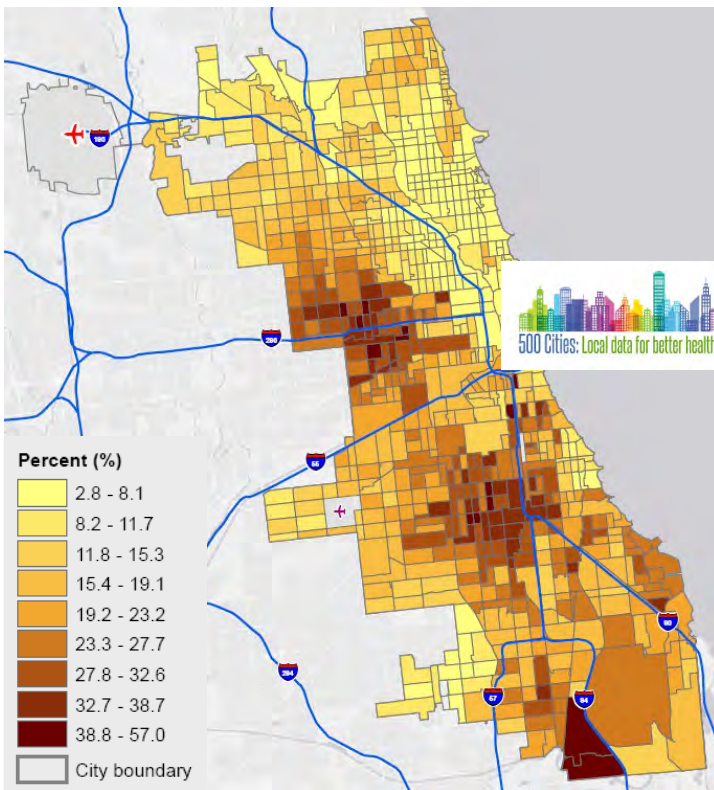 190
290
500 Cities: Local data for better health
55
Percent (%)
2.8 - 8.1
8.2 - 11.7
11.8 - 15.3
15.4 - 19.1
19.2 - 23.2
23.3 - 27.7
27.8 - 32.6
32.7 - 38.7
38.8 - 57.0
City boundary
90
294
57
94